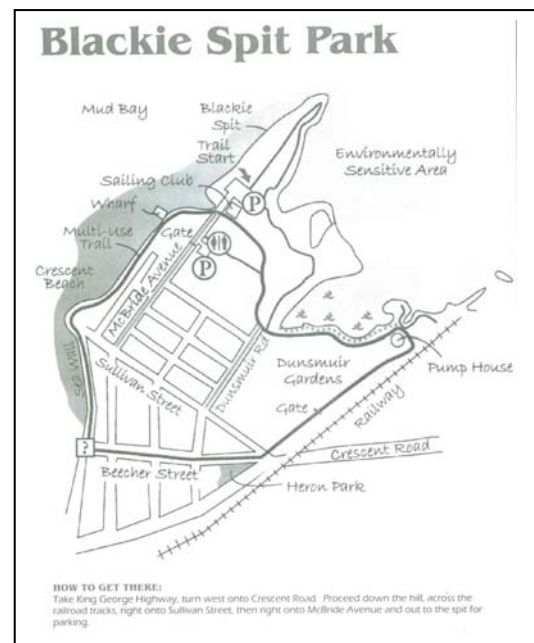 Blackie Spit Park
Mud Bay
Blackie
Spit
Trail
Start
Environmentally
Sensitive Area
Sailing Club
Wharf
P
Multi-Use
Trail
Gate
P
Crescent
Beach
McBride Avenue
Sea Wall
Sullivan Street
Dunsmuir Rd
Dunsmuir
Gardens
Pump House
Gate
Railway
?
Crescent Road
Beecher Street
Heron Park
HOW TO GET THERE:
Take King George Highway, turn west onto Crescent Road. Proceed down the hill, across the
railroad tracks, right onto Sullivan Street, then right onto McBride Avenue and out to the spit for
parking.